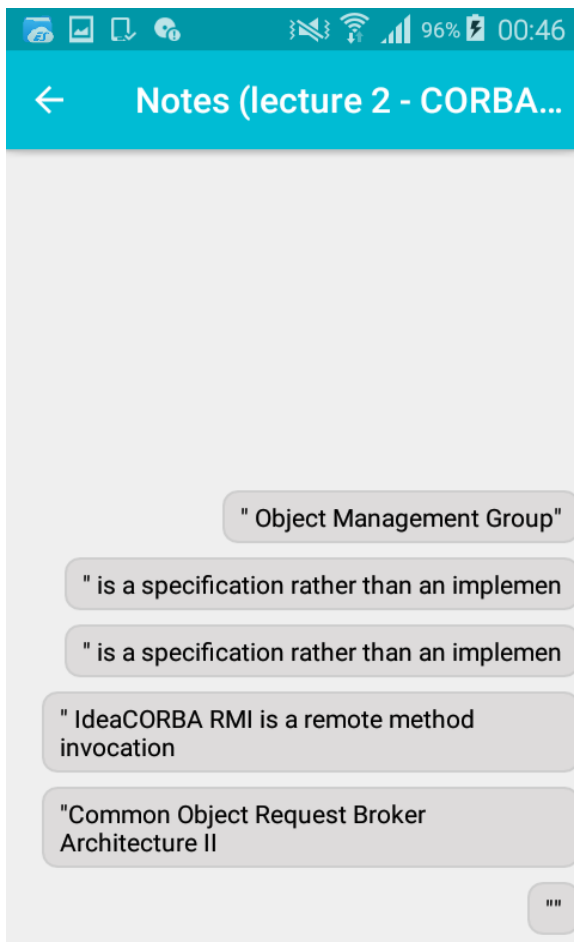 96% 00:46
Notes (lecture 2 - CORBA...
" Object Management Group"
" is a specification rather than an implemen
" is a specification rather than an implemen
" IdeaCORBA RMI is a remote method
invocation
"Common Object Request Broker
Architecture II
""